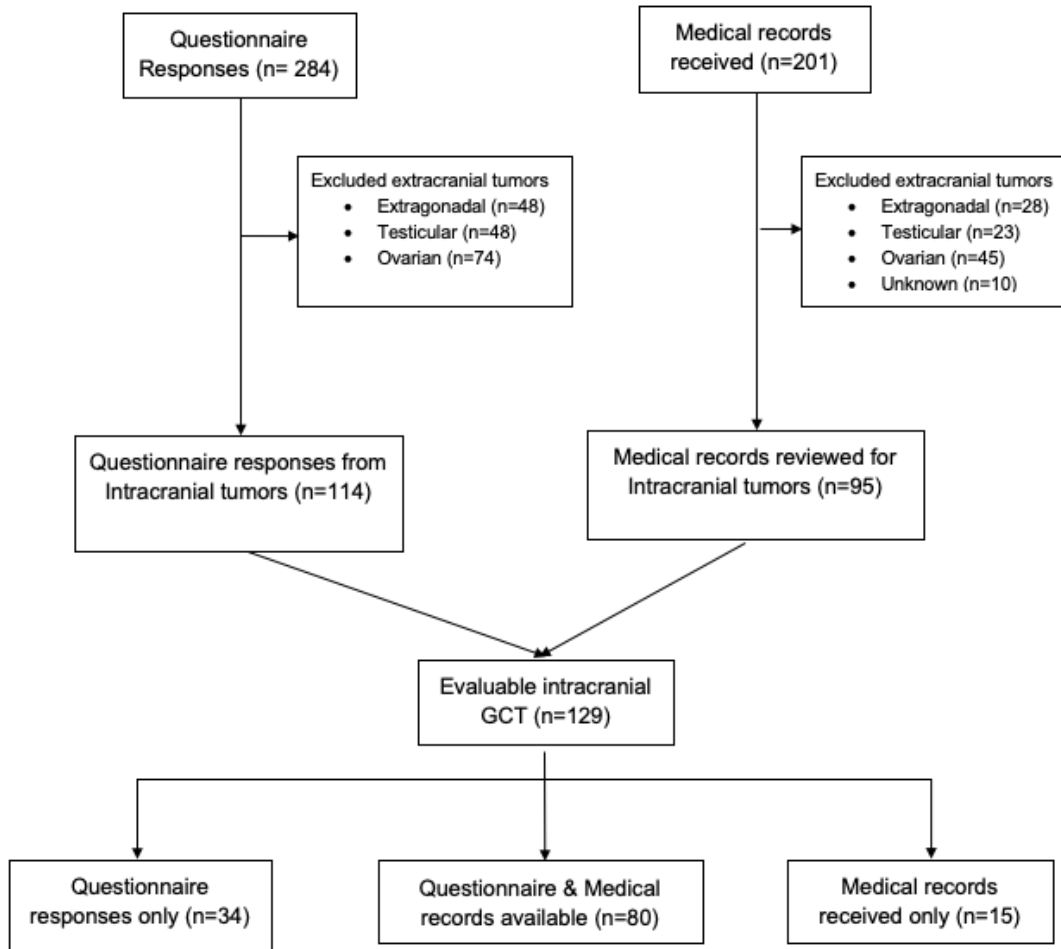 Questionnaire
Responses (n= 284)
Medical records
received (n=201)
Excluded extracranial tumors
• Extragonadal (n=48)
• Testicular (n=48)
• Ovarian (n=74)
Excluded extracranial tumors
• Extragonadal (n=28)
• Testicular (n=23)
• Ovarian (n=45)
• Unknown (n=10)
Questionnaire responses from
Intracranial tumors (n=114)
Medical records reviewed for
Intracranial tumors (n=95)
Evaluable intracranial
GCT (n=129)
Questionnaire
responses only (n=34)
Questionnaire & Medical
records available (n=80)
Medical records
received only (n=15)